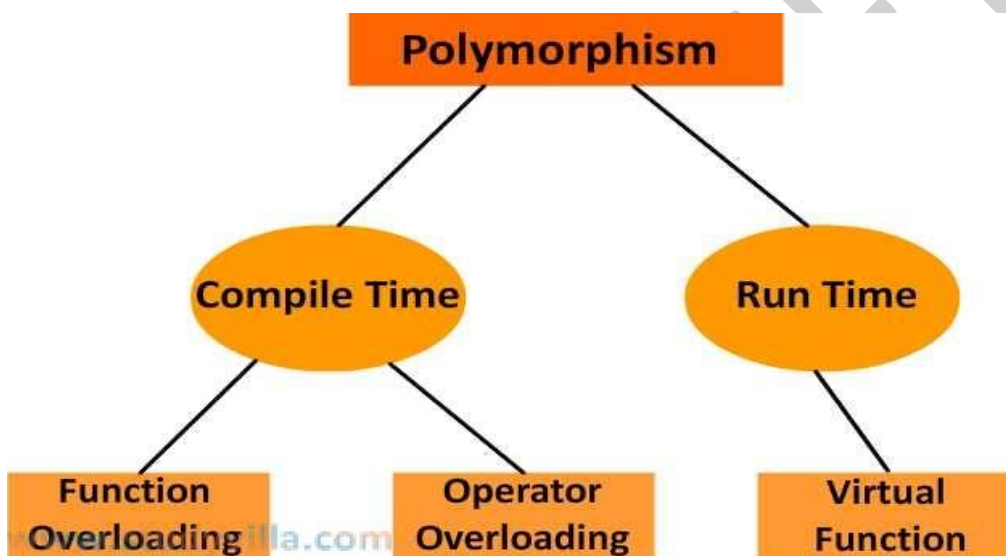 Polymorphism
Compile Time
Run Time
Function
Overloading
Operator
Overloading
Virtual
Function